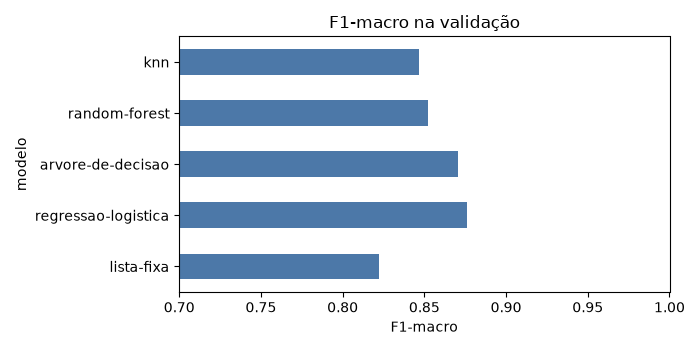 F1-macro na validação
modelo
knn
random-forest
arvore-de-decisao
regressao-logistica
lista-fixa
0.70 0.75 0.80 0.85 0.90 0.95 1.00
F1-macro